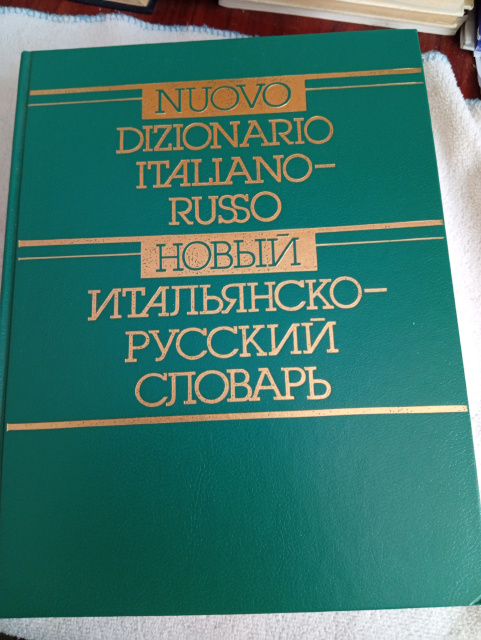 NUOVO
DIZIONARIO
ITALIANO-
RUSSO
НОВЫЙ
ИТАЛЬЯНСКО-
РУССКИЙ
СЛОВАРЬ